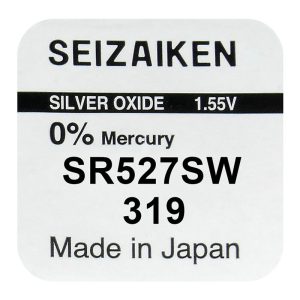 SEIZAIKEN
SILVER OXIDE 1.55V
0% Mercury
SR527SW
319
Made in Japan